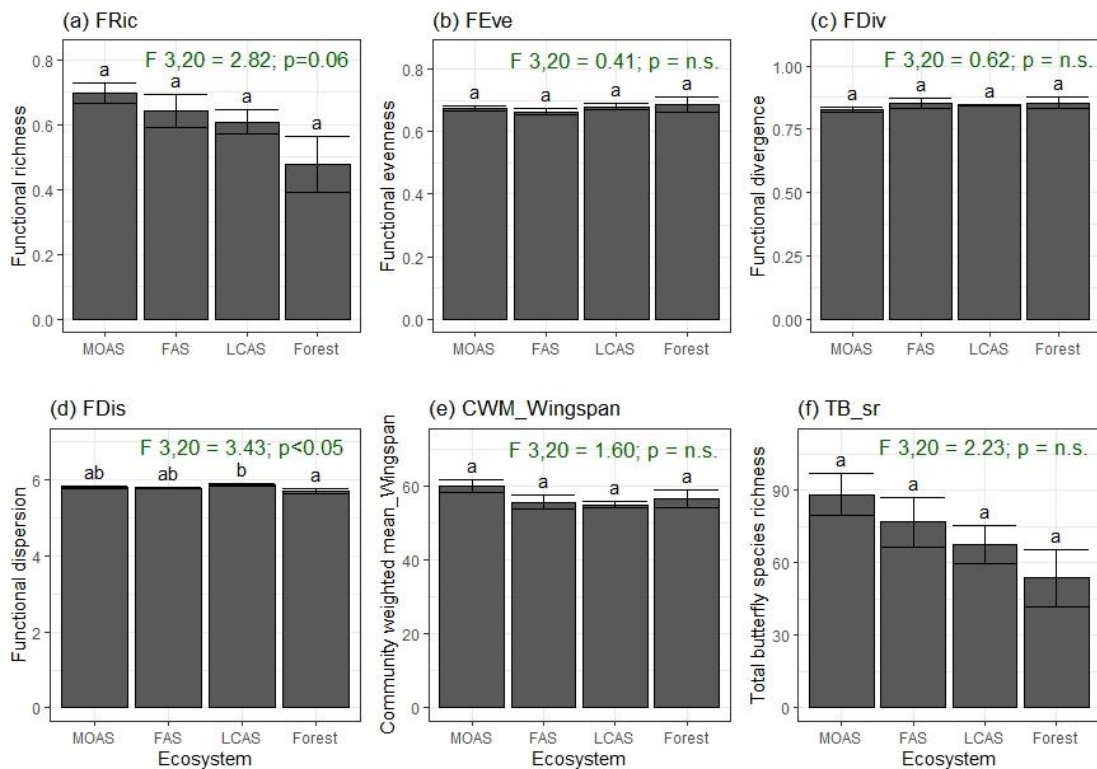 (a) FRic
F 3,20 = 2.82; p=0.06
a
a
a
a
0.8
0.6
0.4
0.2
0.0
Functional richness
MOAS FAS LCAS Forest
(b) FEve
F 3,20 = 0.41; p = n.s.
a
a
a
a
0.8
0.6
0.4
0.2
0.0
Functional evenness
MOAS FAS LCAS Forest
(c) FDiv
F 3,20 = 0.62; p = n.s.
a
a
a
a
1.00
0.75
0.50
0.25
0.00
Functional divergence
MOAS FAS LCAS Forest
(d) FDis
F 3,20 = 3.43; p<0.05
ab
ab
b
a
6
4
2
0
Functional dispersion
MOAS FAS LCAS Forest
Ecosystem
(e) CWM_Wingspan
F 3,20 = 1.60; p = n.s.
a
a
a
a
60
40
20
0
Community weighted mean_Wingspan
MOAS FAS LCAS Forest
Ecosystem
(f) TB_sr
F 3,20 = 2.23; p = n.s.
a
a
a
a
90
60
30
0
Total butterfly species richness
MOAS FAS LCAS Forest
Ecosystem